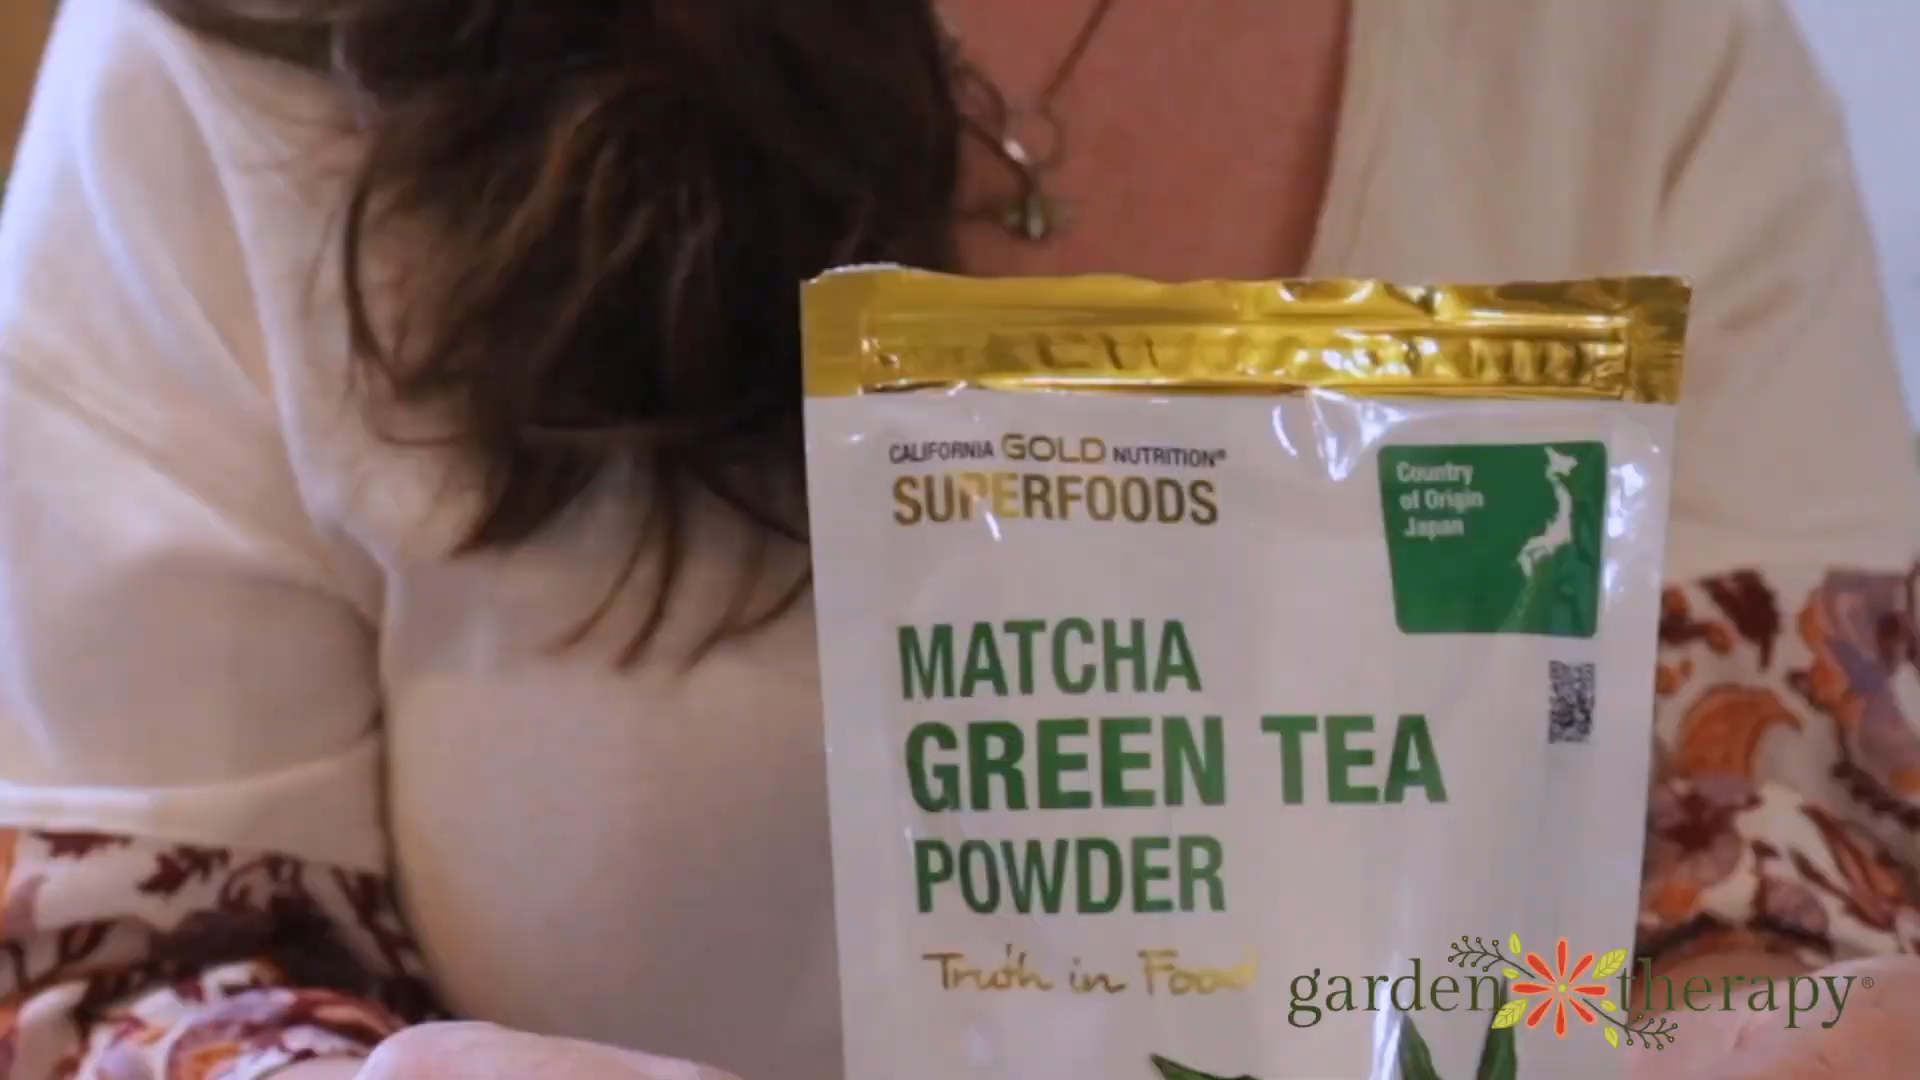 CALIFORNIA GOLD NUTRITION®
SUPERFOODS
Country
of Origin
Japan
MATCHA
GREEN TEA
POWDER
Truth in Food
garden therapy®